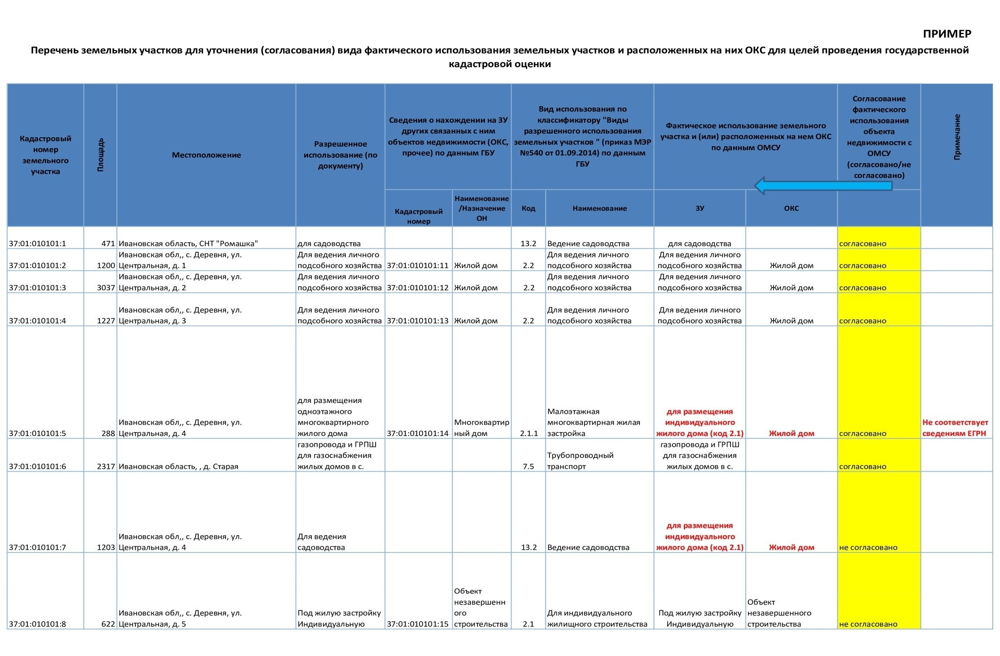 ПРИМЕР
Перечень земельных участков для уточнения (согласования) вида фактического использования земельных участков и расположенных на них ОКС для целей проведения государственной
кадастровой оценки
Кадастровый
номер
земельного
участка
Площадь
Местоположение
Разрешенное
использование (по
документу)
Сведения о нахождении на ЗУ
других связанных с ним
объектов недвижимости (ОКС,
прочее) по данным ГБУ
Вид использования по
классификатору "Виды
разрешенного использования
земельных участков " (приказ МЭР
№540 от 01.09.2014) по данным
ГБУ
Фактическое использование земельного
участка и (или) расположенных на нем ОКС
по данным ОМСУ
Согласование
фактического
использования
объекта
недвижимости с
ОМСУ
(согласовано/не
согласовано)
Примечание
Кадастровый
номер
Наименование
/Назначение
ОН
Код
Наименование
ЗУ
ОКС
37:01:010101:1
471
Ивановская область, СНТ "Ромашка"
для садоводства
13.2
Ведение садоводства
для садоводства
согласовано
37:01:010101:2
1200
Ивановская обл,, с. Деревня, ул.
Центральная, д. 1
Для ведения личного
подсобного хозяйства
37:01:010101:11
Жилой дом
2.2
Для ведения личного
подсобного хозяйства
Для ведения личного
подсобного хозяйства
Жилой дом
согласовано
37:01:010101:3
3037
Ивановская обл,, с. Деревня, ул.
Центральная, д. 2
Для ведения личного
подсобного хозяйства
37:01:010101:12
Жилой дом
2.2
Для ведения личного
подсобного хозяйства
Для ведения личного
подсобного хозяйства
Жилой дом
согласовано
37:01:010101:4
1227
Ивановская обл,, с. Деревня, ул.
Центральная, д. 3
Для ведения личного
подсобного хозяйства
37:01:010101:13
Жилой дом
2.2
Для ведения личного
подсобного хозяйства
Для ведения личного
подсобного хозяйства
Жилой дом
согласовано
37:01:010101:5
288
Ивановская обл,, с. Деревня, ул.
Центральная, д. 4
для размещения
одноэтажного
многоквартирного
жилого дома
37:01:010101:14
Многоквартир
ный дом
2.1.1
Малоэтажная
многоквартирная жилая
застройка
для размещения
индивидуального
жилого дома (код 2.1)
Жилой дом
согласовано
Не соответствует
сведениям ЕГРН
37:01:010101:6
2317
Ивановская область, , д. Старая
газопровода и ГРПШ
для газоснабжения
жилых домов в с.
7.5
Трубопроводный
транспорт
газопровода и ГРПШ
для газоснабжения
жилых домов в с.
согласовано
37:01:010101:7
1203
Ивановская обл,, с. Деревня, ул.
Центральная, д. 4
Для ведения
садоводства
13.2
Ведение садоводства
для размещения
индивидуального
жилого дома (код 2.1)
Жилой дом
не согласовано
37:01:010101:8
622
Ивановская обл,, с. Деревня, ул.
Центральная, д. 5
Под жилую застройку
Индивидуальную
37:01:010101:15
Объект
незавершенн
ого
строительства
2.1
Для индивидуального
жилищного строительства
Под жилую застройку
Индивидуальную
Объект
незавершенного
строительства
не согласовано